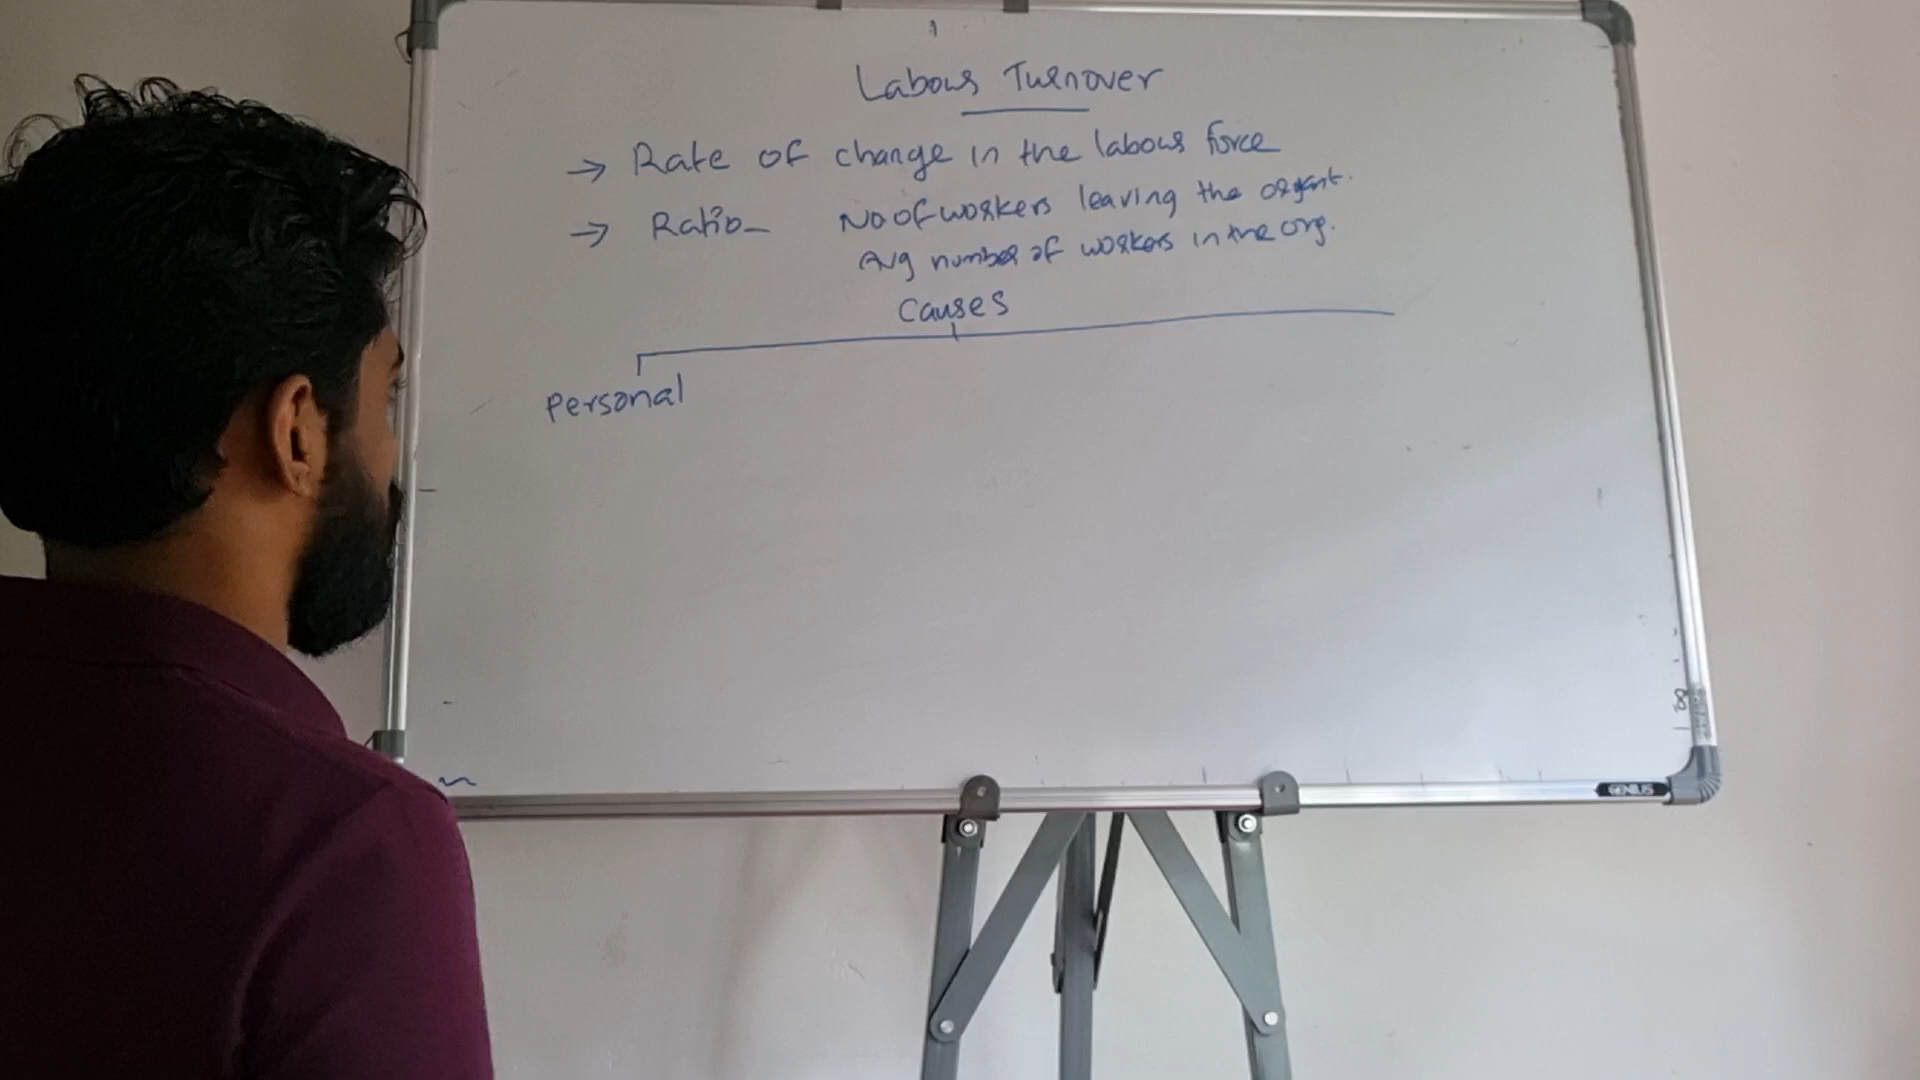 Labour Turnover
→ Rate of change in the labour force
→ Ratio - No of workers leaving the
Avg number of workers in the org.
Causes
Personal
GENIUS